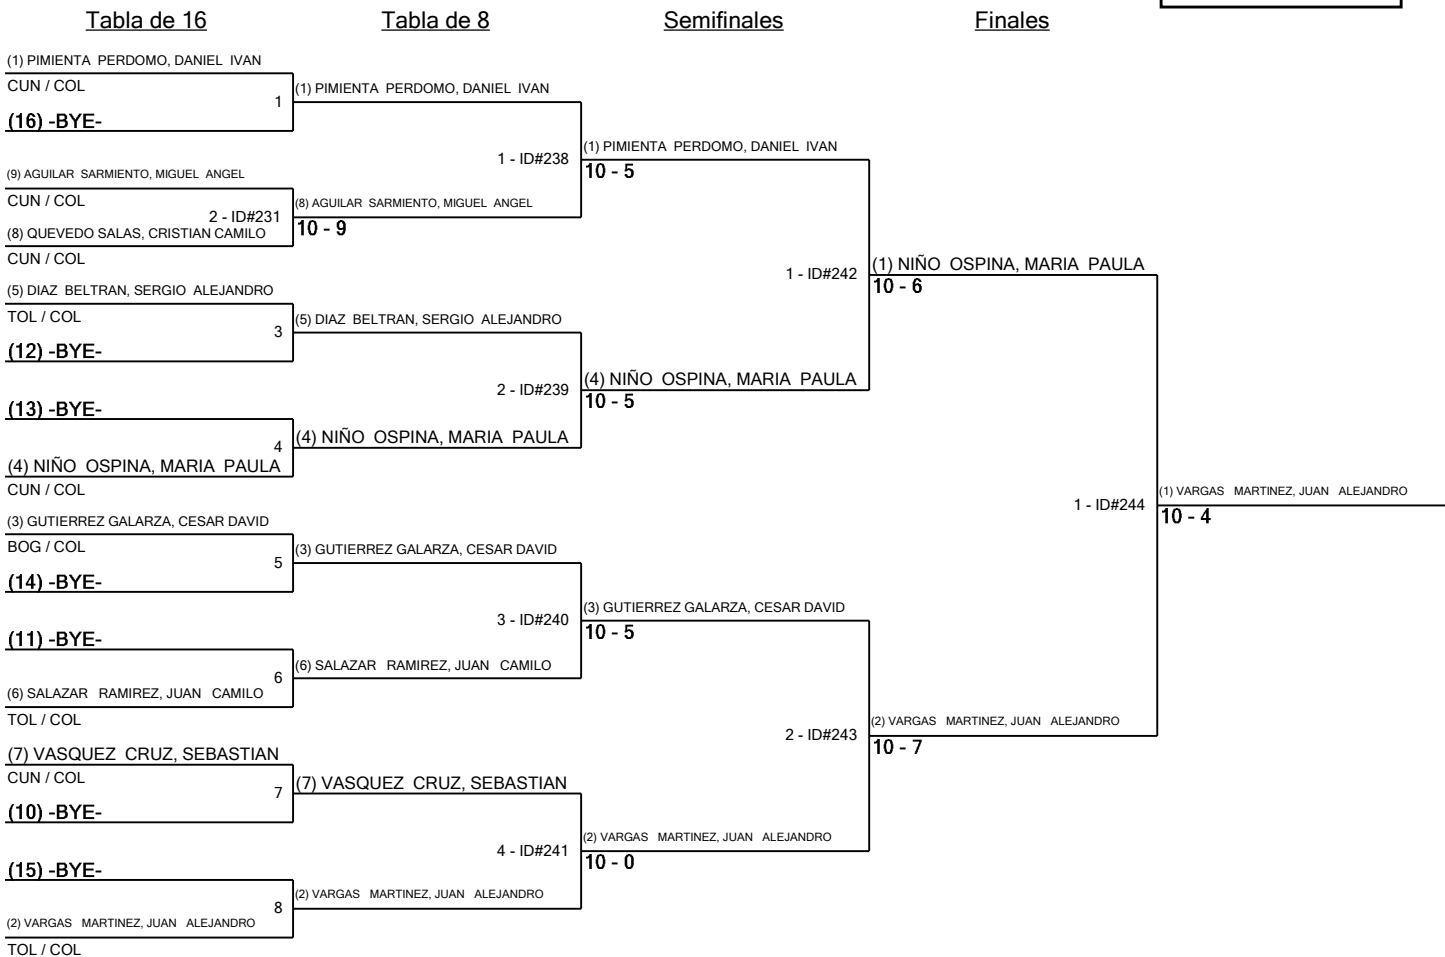 Tabla de 16
Tabla de 8
Semifinales
Finales
(1) PIMIENTA PERDOMO, DANIEL IVAN
CUN / COL
1
(16) -BYE-
(9) AGUILAR SARMIENTO, MIGUEL ANGEL
CUN / COL
2 - ID#231
(8) QUEVEDO SALAS, CRISTIAN CAMILO
CUN / COL
(5) DIAZ BELTRAN, SERGIO ALEJANDRO
TOL / COL
3
(12) -BYE-
(13) -BYE-
4
(4) NIÑO OSPINA, MARIA PAULA
CUN / COL
(3) GUTIERREZ GALARZA, CESAR DAVID
BOG / COL
5
(14) -BYE-
(11) -BYE-
6
(6) SALAZAR RAMIREZ, JUAN CAMILO
TOL / COL
(7) VASQUEZ CRUZ, SEBASTIAN
CUN / COL
7
(10) -BYE-
(15) -BYE-
8
(2) VARGAS MARTINEZ, JUAN ALEJANDRO
TOL / COL
(1) PIMIENTA PERDOMO, DANIEL IVAN
1 - ID#238
(8) AGUILAR SARMIENTO, MIGUEL ANGEL
10 - 9
(5) DIAZ BELTRAN, SERGIO ALEJANDRO
2 - ID#239
(4) NIÑO OSPINA, MARIA PAULA
(3) GUTIERREZ GALARZA, CESAR DAVID
3 - ID#240
(6) SALAZAR RAMIREZ, JUAN CAMILO
(7) VASQUEZ CRUZ, SEBASTIAN
4 - ID#241
(2) VARGAS MARTINEZ, JUAN ALEJANDRO
(1) PIMIENTA PERDOMO, DANIEL IVAN
10 - 5
1 - ID#242
(4) NIÑO OSPINA, MARIA PAULA
10 - 5
(3) GUTIERREZ GALARZA, CESAR DAVID
10 - 5
2 - ID#243
(2) VARGAS MARTINEZ, JUAN ALEJANDRO
10 - 0
(1) NIÑO OSPINA, MARIA PAULA
10 - 6
1 - ID#244
(2) VARGAS MARTINEZ, JUAN ALEJANDRO
10 - 7
(1) VARGAS MARTINEZ, JUAN ALEJANDRO
10 - 4